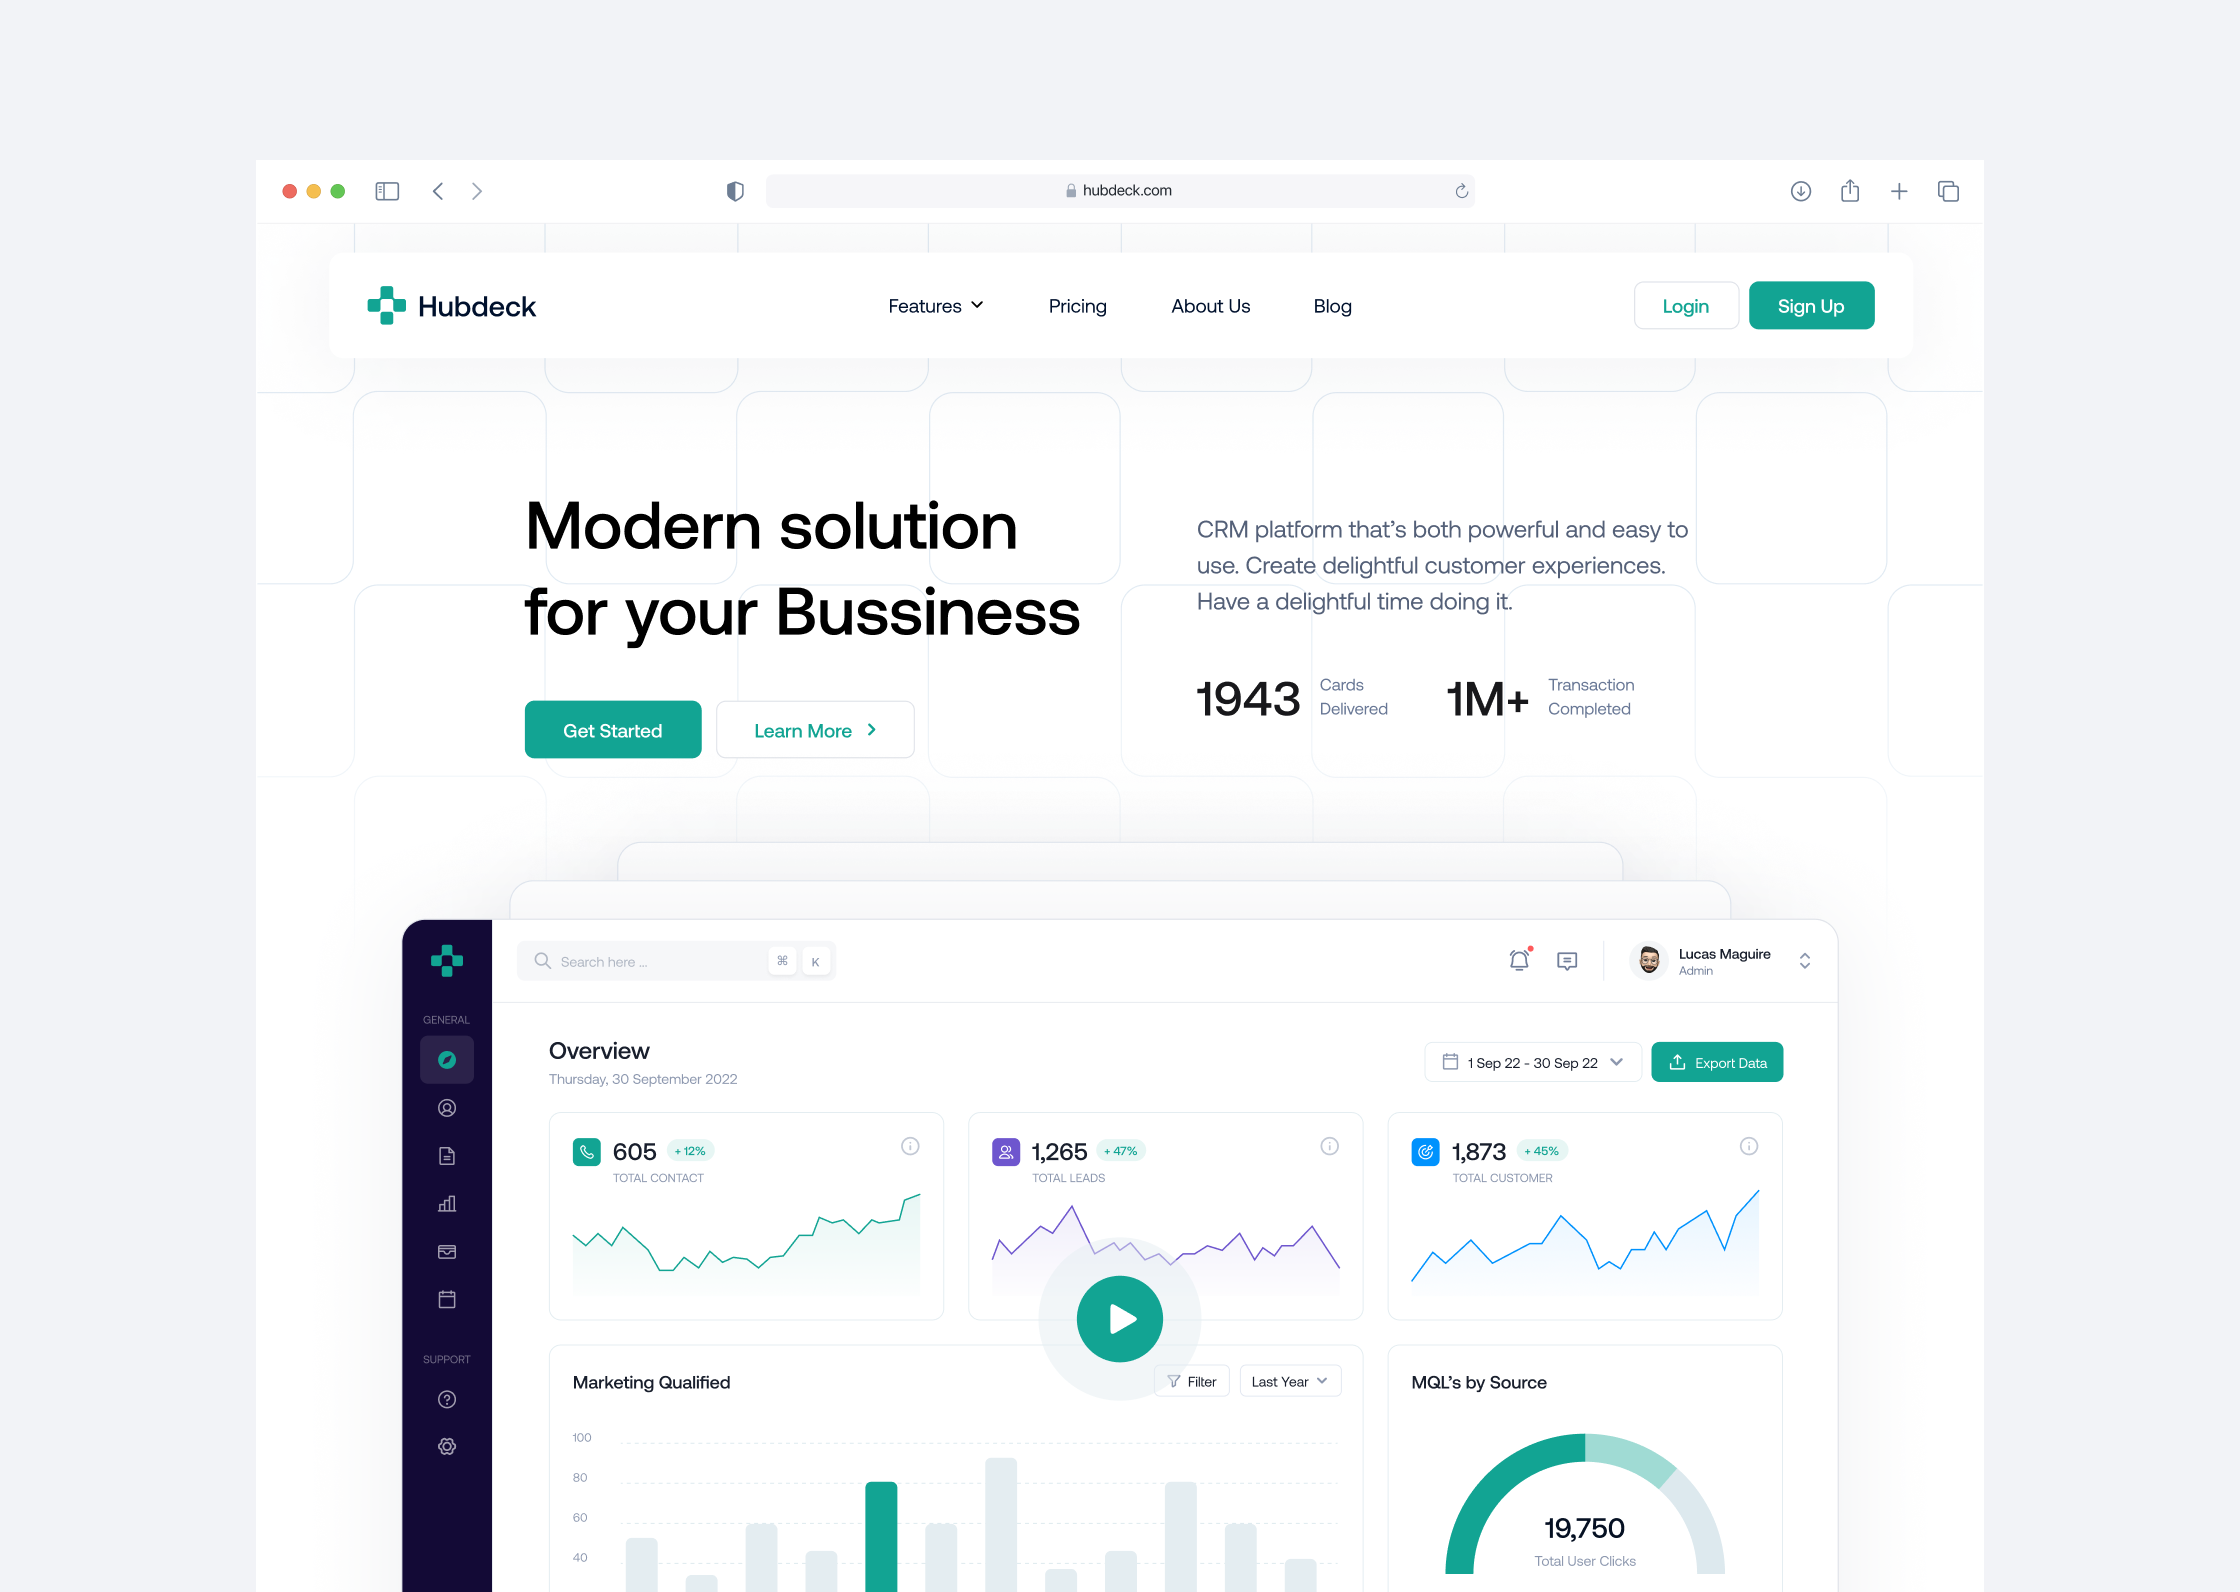 hubdeck.com
Hubdeck
Features
Pricing
About Us
Blog
Login
Sign Up
Modern solution
for your Bussiness
CRM platform that’s both powerful and easy to
use. Create delightful customer experiences.
Have a delightful time doing it.
Get Started
Learn More
1943
Cards
Delivered
1M+
Transaction
Completed
Search here ...
⌘
K
Lucas Maguire
Admin
GENERAL
SUPPORT
Overview
Thursday, 30 September 2022
1 Sep 22 - 30 Sep 22
Export Data
605
+ 12%
TOTAL CONTACT
1,265
+ 47%
TOTAL LEADS
1,873
+ 45%
TOTAL CUSTOMER
Marketing Qualified
Filter
Last Year
100
80
60
40
MQL’s by Source
19,750
Total User Clicks